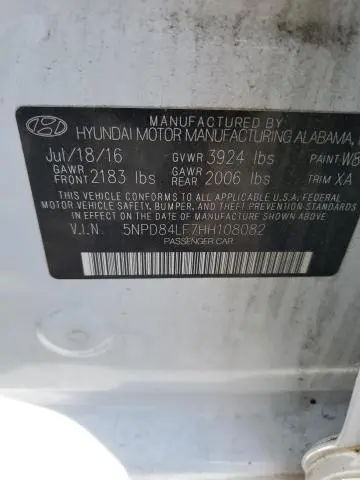 MANUFACTURED BY:
HYUNDAI MOTOR MANUFACTURING ALABAMA,
Jul/18/16 GVWR 3924 lbs PAINT W8
GAWR FRONT 2183 lbs GAWR REAR 2006 lbs TRIM XA
THIS VEHICLE CONFORMS TO ALL APPLICABLE U.S.A. FEDERAL
MOTOR VEHICLE SAFETY, BUMPER, AND THEFT PREVENTION STANDARDS
IN EFFECT ON THE DATE OF MANUFACTURE SHOWN ABOVE.
V.I.N. 5NPD84LF7HH108082
PASSENGER CAR